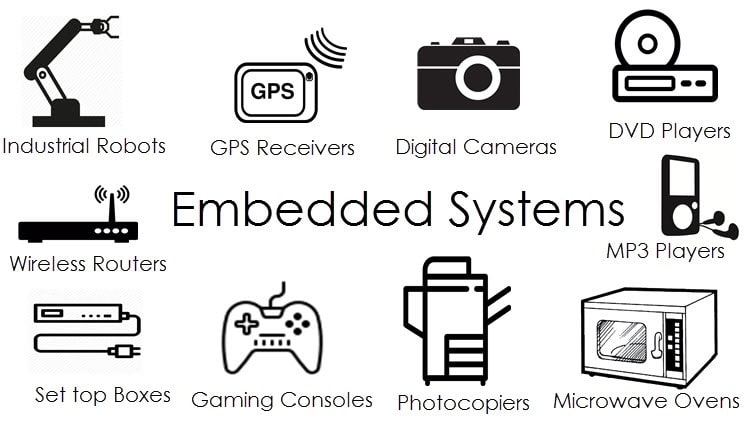 GPS
Industrial Robots
GPS Receivers
Digital Cameras
DVD Players
Embedded Systems
Wireless Routers
MP3 Players
Set top Boxes
Gaming Consoles
Photocopiers
Microwave Ovens